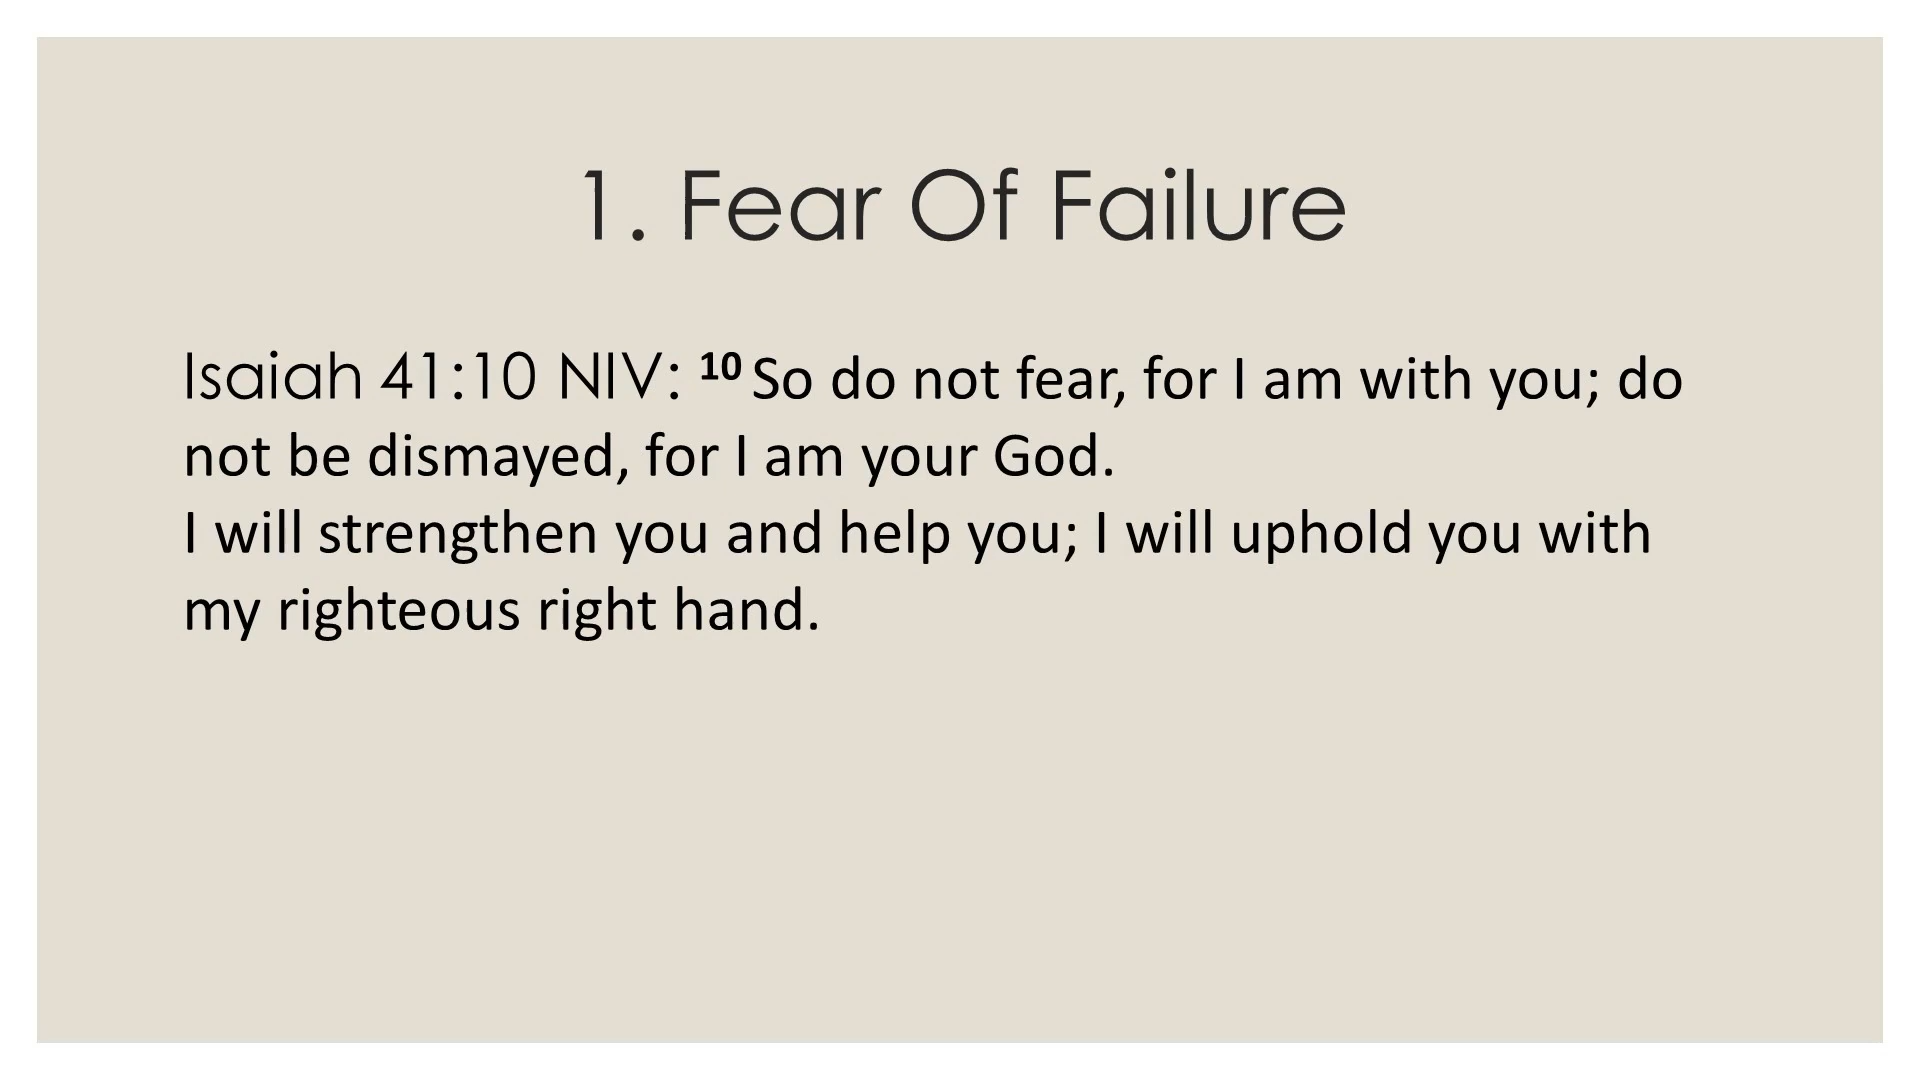 1. Fear Of Failure
Isaiah 41:10 NIV: 10 So do not fear, for I am with you; do
not be dismayed, for I am your God.
I will strengthen you and help you; I will uphold you with
my righteous right hand.